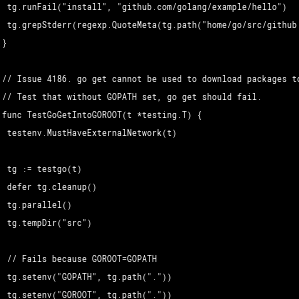 tg.runFail("install", "github.com/golang/example/hello")
tg.grepStderr(regexp.QuoteMeta(tg.path("home/go/src/github
}
// Issue 4186. go get cannot be used to download packages to
// Test that without GOPATH set, go get should fail.
func TestGoGetIntoGOROOT(t *testing.T) {
testenv.MustHaveExternalNetwork(t)
tg := testgo(t)
defer tg.cleanup()
tg.parallel()
tg.tempDir("src")
// Fails because GOROOT=GOPATH
tg.setenv("GOPATH", tg.path("."))
tg.setenv("GOROOT", tg.path("."))